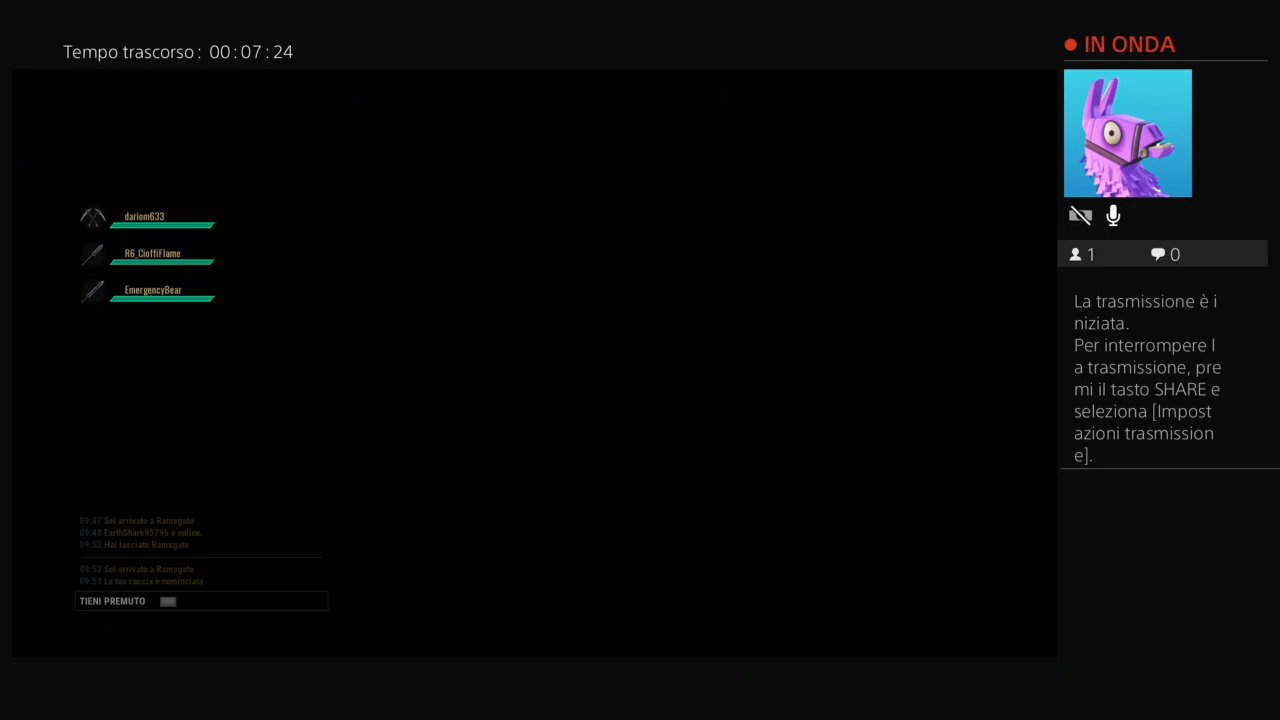 Tempo trascorso: 00:07:24
IN ONDA
dariom633
R6_CioffiFlame
EmergencyBear
1
0
La trasmissione è i
niziata.
Per interrompere l
a trasmissione, pre
mi il tasto SHARE e
seleziona [Impost
azioni trasmission
e].
09:47 Sei arrivato a Ramsgate
09:48 EarthShark95796 è online.
09:52 Hai lasciato Ramsgate
09:52 Sei arrivato a Ramsgate
09:53 La tua caccia è cominciata
TIENI PREMUTO